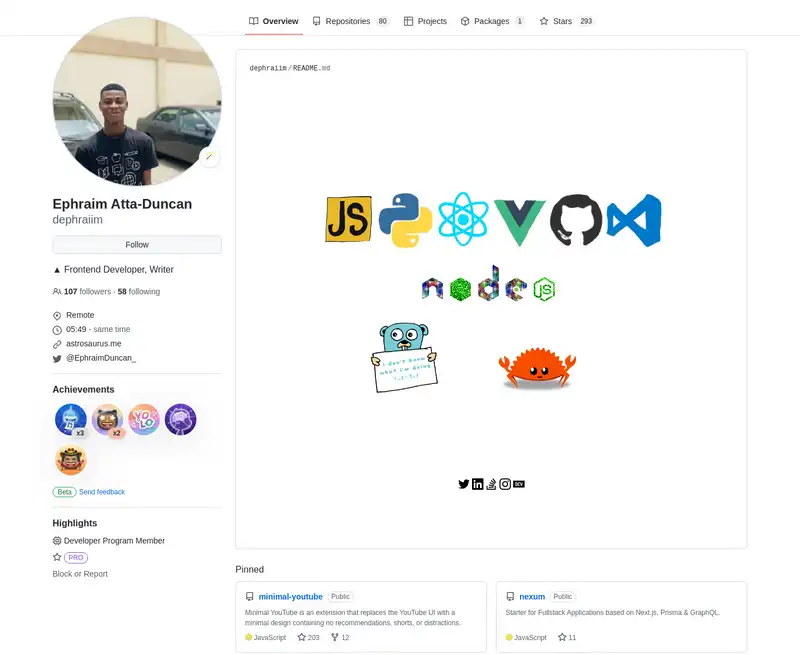 Overview
Repositories 80
Projects
Packages 1
Stars 293
Ephraim Atta-Duncan
dephraiim
Follow
▲ Frontend Developer, Writer
107 followers · 58 following
Remote
05:49 - same time
astrosaurus.me
@EphraimDuncan_
Achievements
x3
x2
YOLO
Beta Send feedback
Highlights
Developer Program Member
PRO
Block or Report
dephraiim/README.md
JS
node
JS
I don't know
what I'm doing
DEV
Pinned
minimal-youtube Public
Minimal YouTube is an extension that replaces the YouTube UI with a
minimal design containing no recommendations, shorts, or distractions.
JavaScript 203 12
nexum Public
Starter for Fullstack Applications based on Next.js, Prisma & GraphQL.
JavaScript 11